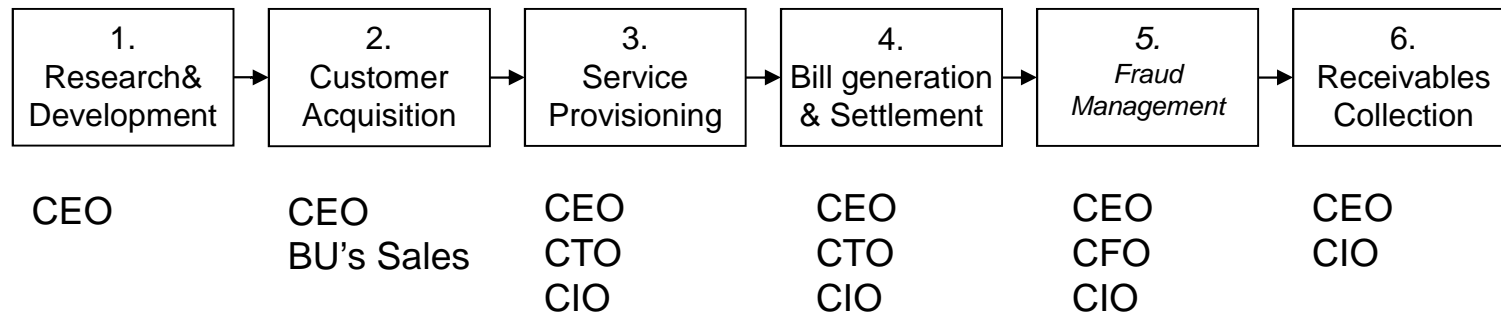 1.
Research&
Development
2.
Customer
Acquisition
3.
Service
Provisioning
4.
Bill generation
& Settlement
5.
Fraud
Management
6.
Receivables
Collection
CEO
CEO
BU’s Sales
CEO
CTO
CIO
CEO
CTO
CIO
CEO
CFO
CIO
CEO
CIO